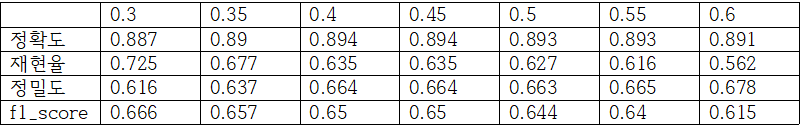 0.3 0.35 0.4 0.45 0.5 0.55 0.6
정확도 0.887 0.89 0.894 0.894 0.893 0.893 0.891
재현율 0.725 0.677 0.635 0.635 0.627 0.616 0.562
정밀도 0.616 0.637 0.664 0.664 0.663 0.665 0.678
f1_score 0.666 0.657 0.65 0.65 0.644 0.64 0.615